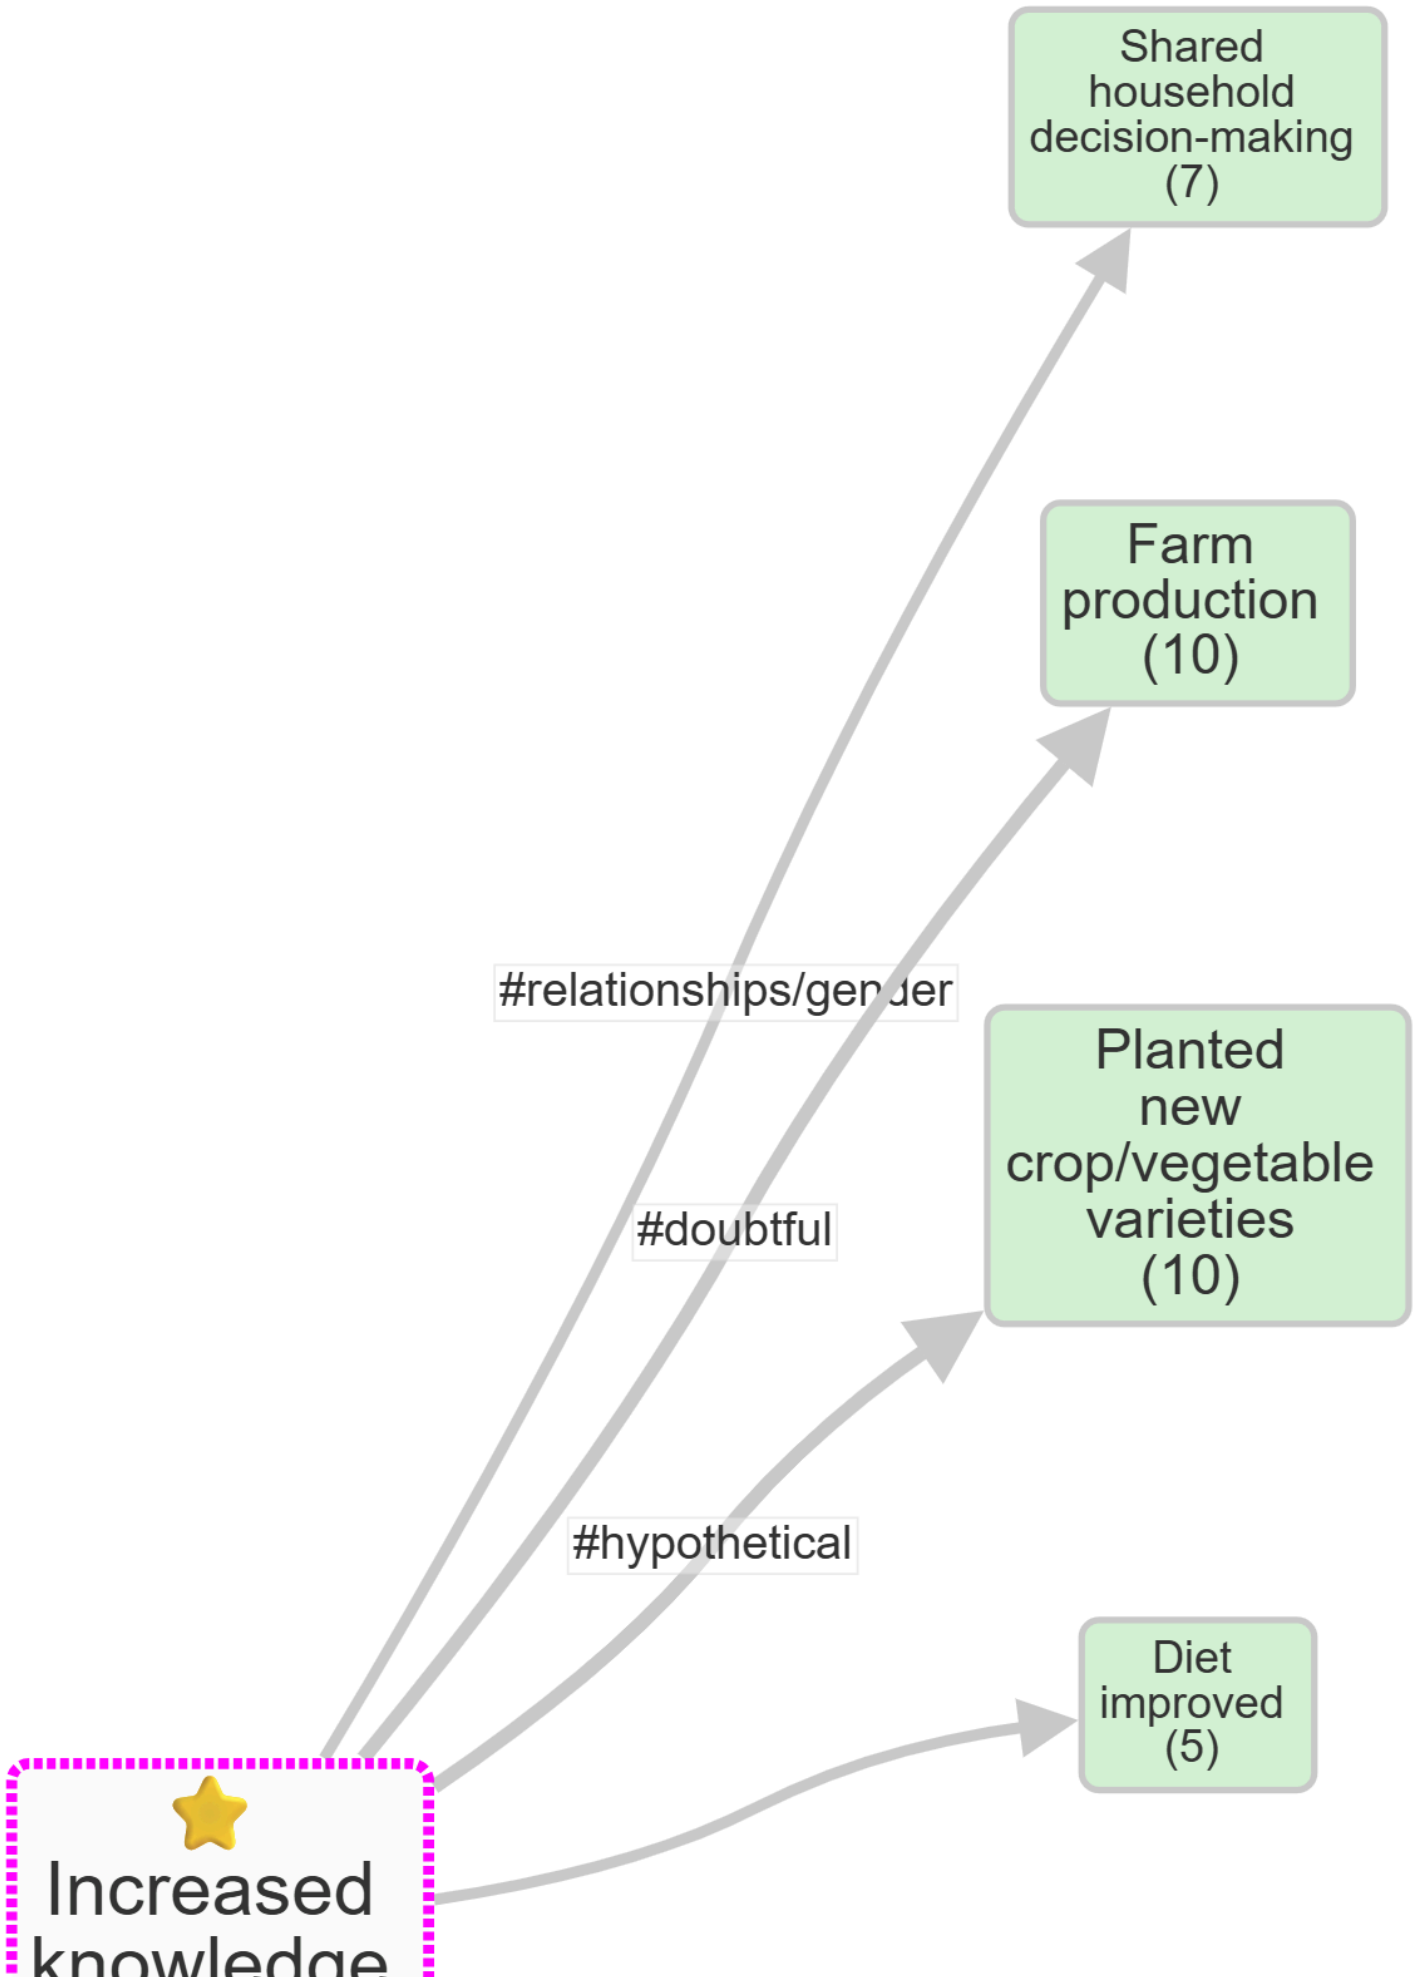 Shared
household
decision-making
(7)
Farm
production
(10)
#relationships/gender
Planted
new
crop/vegetable
varieties
(10)
#doubtful
#hypothetical
Diet
improved
(5)
Increased
knowledge